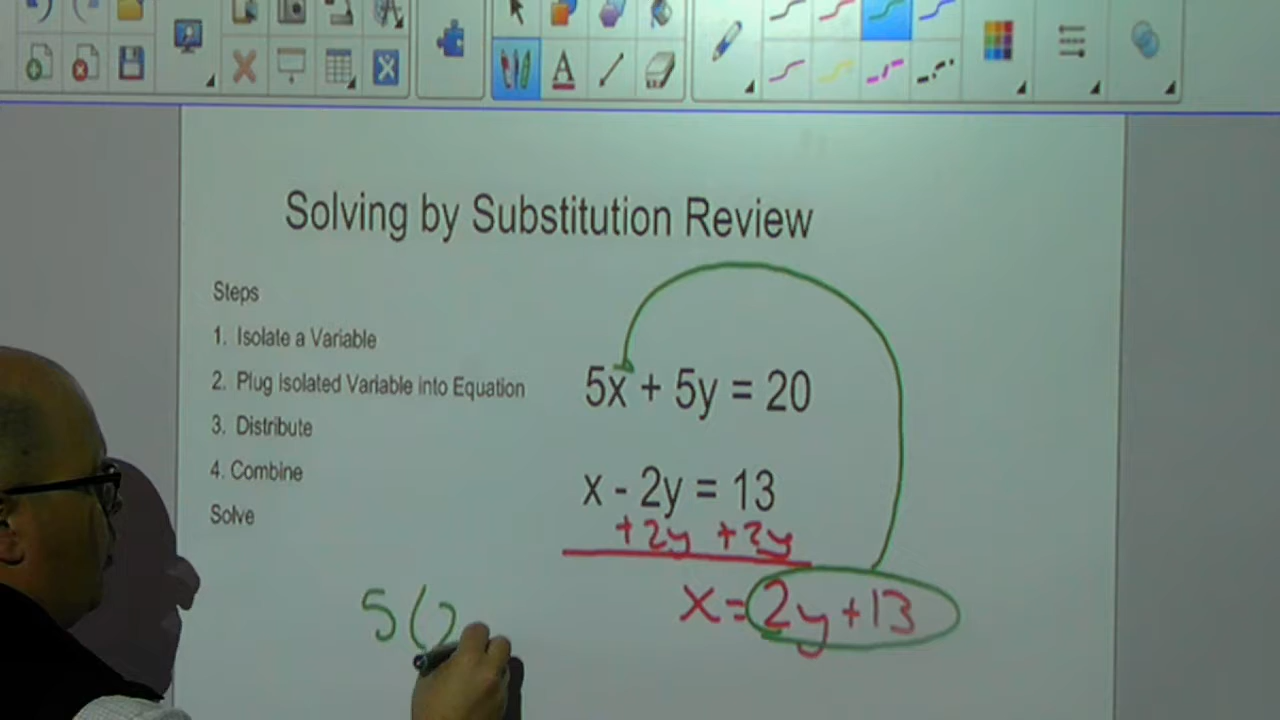 Solving by Substitution Review
Steps
1. Isolate a Variable
2. Plug Isolated Variable into Equation
3. Distribute
4. Combine
Solve
5x + 5y = 20
x - 2y = 13
+2y +2y
x = 2y+13
5(2